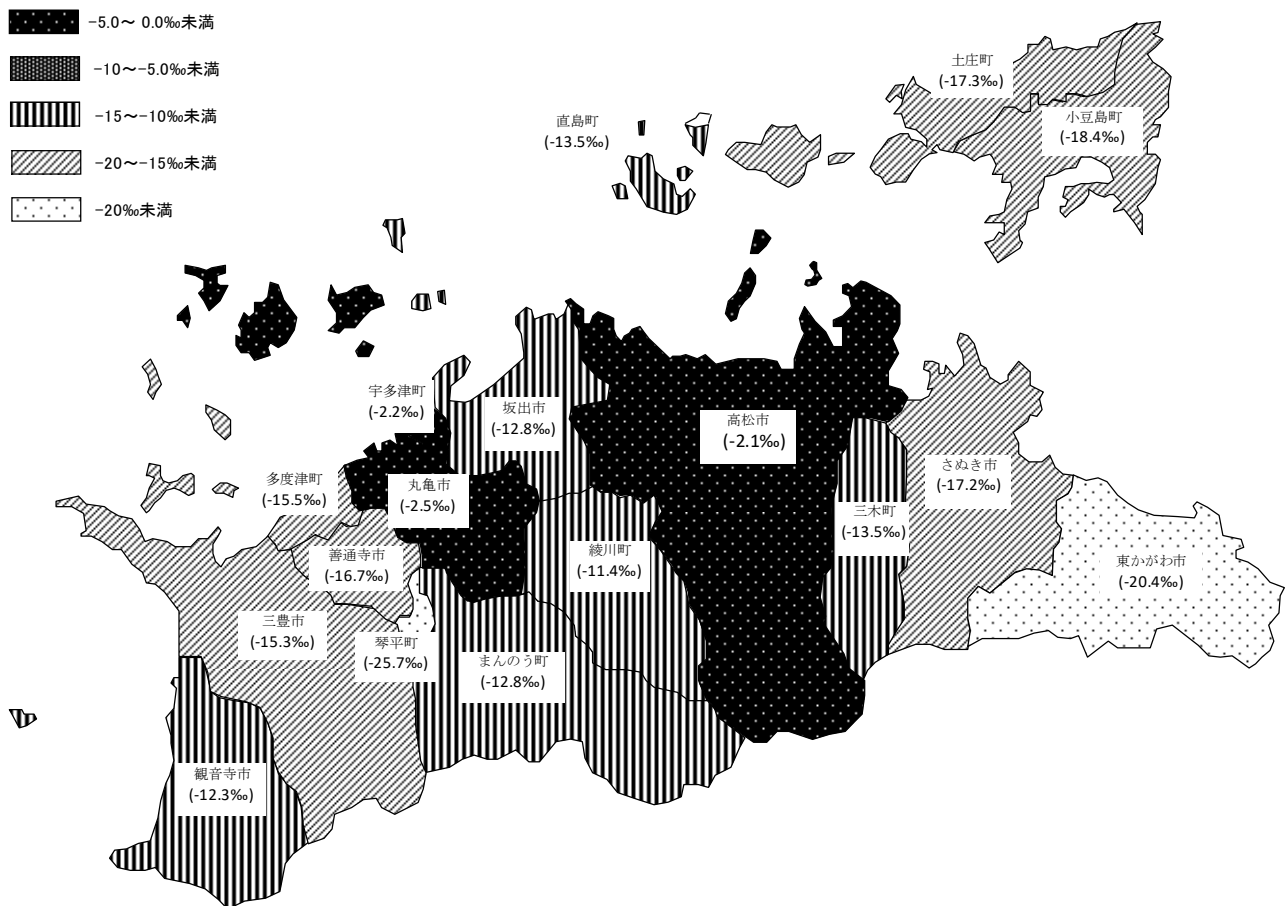 -5.0～ 0.0‰未満
-10～-5.0‰未満
-15～-10‰未満
-20～-15‰未満
-20‰未満
土庄町
(-17.3‰)
小豆島町
(-18.4‰)
直島町
(-13.5‰)
宇多津町
(-2.2‰)
坂出市
(-12.8‰)
高松市
(-2.1‰)
さぬき市
(-17.2‰)
多度津町
(-15.5‰)
丸亀市
(-2.5‰)
三木町
(-13.5‰)
善通寺市
(-16.7‰)
綾川町
(-11.4‰)
東かがわ市
(-20.4‰)
三豊市
(-15.3‰)
琴平町
(-25.7‰)
まんのう町
(-12.8‰)
観音寺市
(-12.3‰)